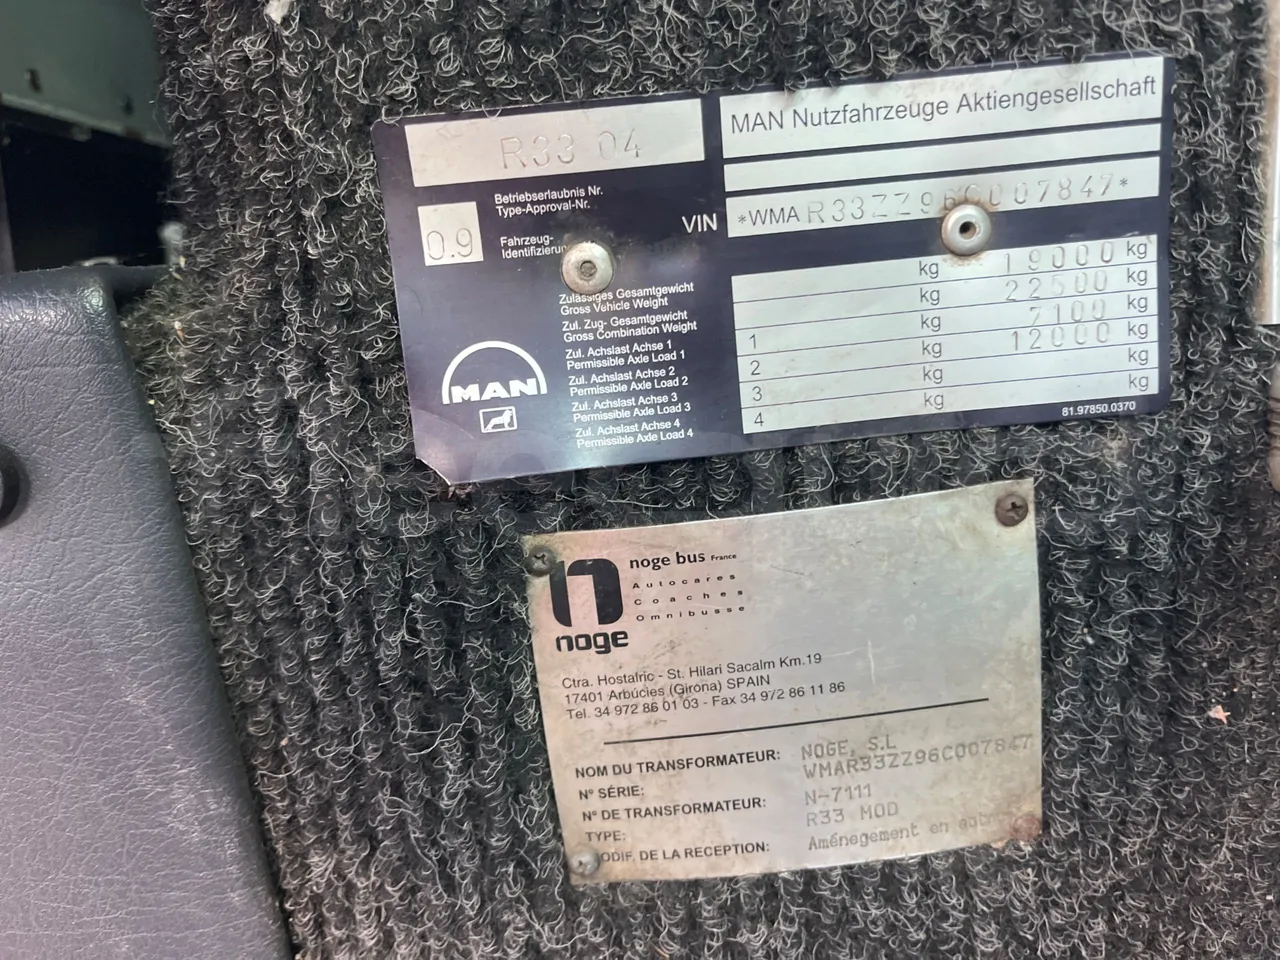 R33 04
MAN Nutzfahrzeuge Aktiengesellschaft
Betriebserlaubnis Nr.
Type-Approval-Nr.
0.9
Fahrzeug-
VIN *WMAR33ZZ96C007847*
Zulässiges Gesamtgewicht
Gross Vehicle Weight
kg 19000 kg
Zul. Zug- Gesamtgewicht
Gross Combination Weight
kg 22500 kg
Zul. Achslast Achse 1
Permissible Axle Load 1
1 kg 7100 kg
Zul. Achslast Achse 2
Permissible Axle Load 2
2 kg 12000 kg
Zul. Achslast Achse 3
Permissible Axle Load 3
3 kg kg
Zul. Achslast Achse 4
Permissible Axle Load 4
4 kg kg
MAN
81.97850.0370
noge bus France
Autocares
Coaches
Omnibusse
noge
Ctra. Hostalric - St. Hilari Sacalm Km.19
17401 Arbúcies (Girona) SPAIN
Tel. 34 972 86 01 03 - Fax 34 972 86 11 86
NOM DU TRANSFORMATEUR: NOGE, S.L
N° SÉRIE: WMAR33ZZ96C007847
N° DE TRANSFORMATEUR: N-7111
TYPE: R33 MOD
DE LA RECEPTION: Aménagement en